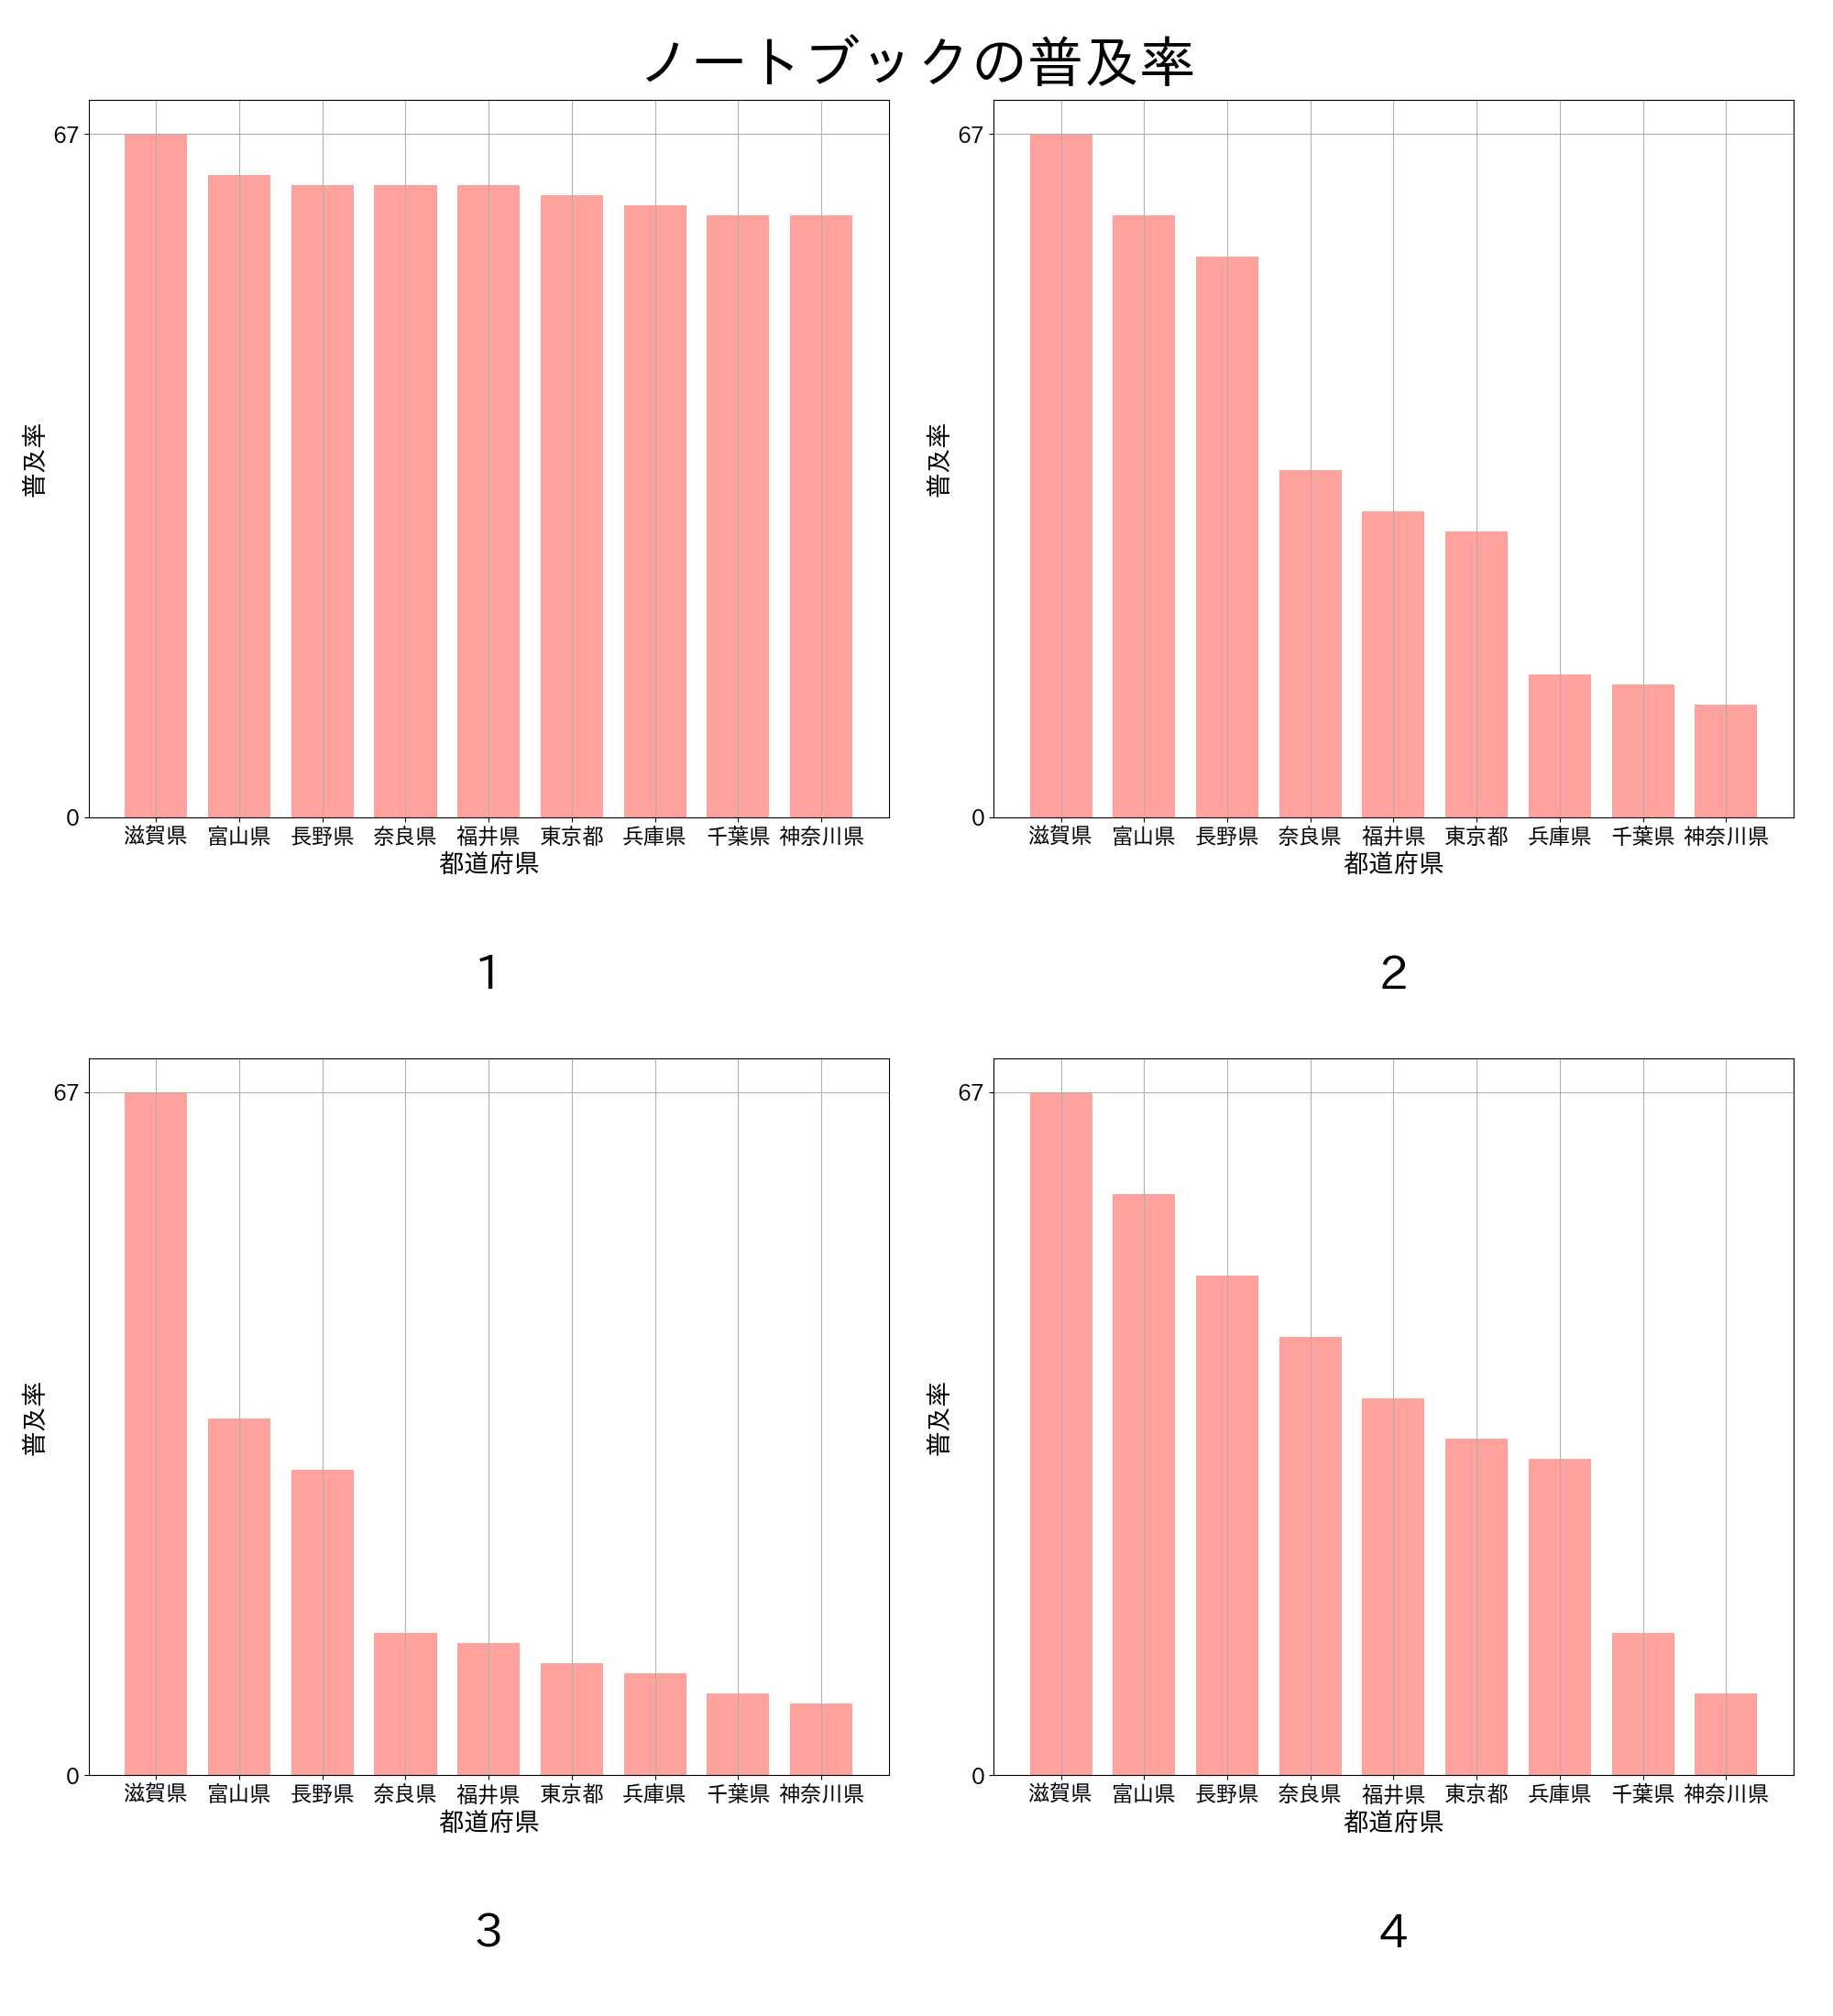 ノートブックの普及率
67
0
普及率
滋賀県 富山県 長野県 奈良県 福井県 東京都 兵庫県 千葉県 神奈川県
都道府県
1
67
0
普及率
滋賀県 富山県 長野県 奈良県 福井県 東京都 兵庫県 千葉県 神奈川県
都道府県
2
67
0
普及率
滋賀県 富山県 長野県 奈良県 福井県 東京都 兵庫県 千葉県 神奈川県
都道府県
3
67
0
普及率
滋賀県 富山県 長野県 奈良県 福井県 東京都 兵庫県 千葉県 神奈川県
都道府県
4